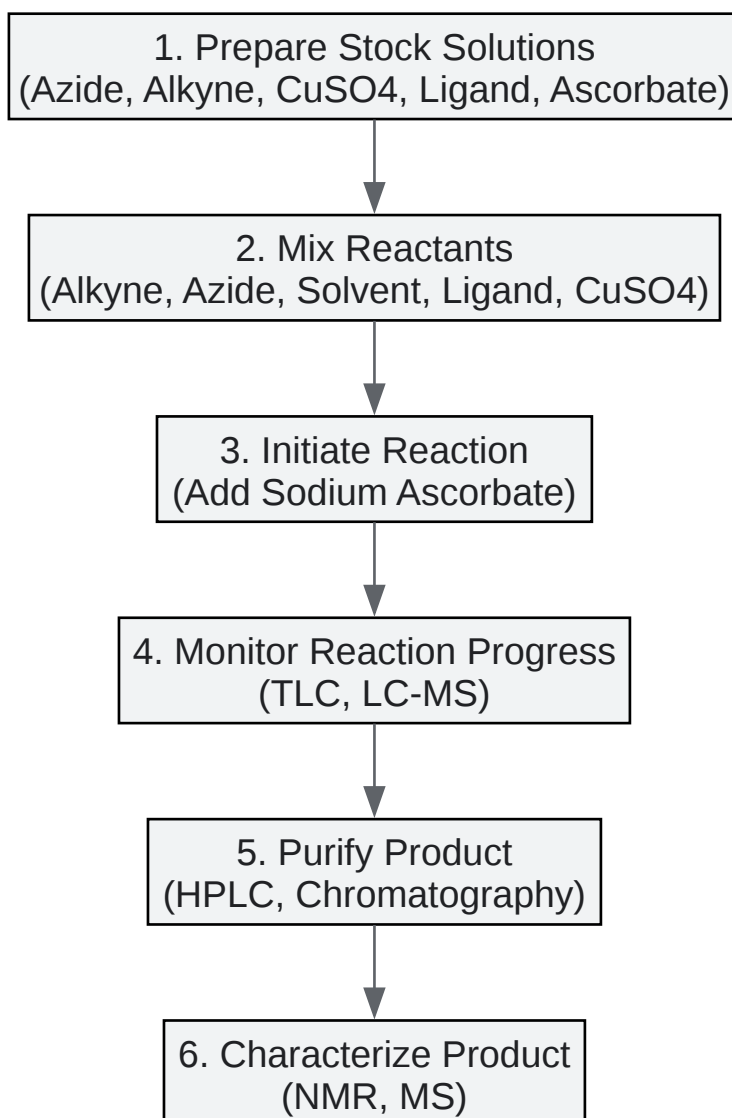 1. Prepare Stock Solutions
(Azide, Alkyne, CuSO4, Ligand, Ascorbate)
2. Mix Reactants
(Alkyne, Azide, Solvent, Ligand, CuSO4)
3. Initiate Reaction
(Add Sodium Ascorbate)
4. Monitor Reaction Progress
(TLC, LC-MS)
5. Purify Product
(HPLC, Chromatography)
6. Characterize Product
(NMR, MS)